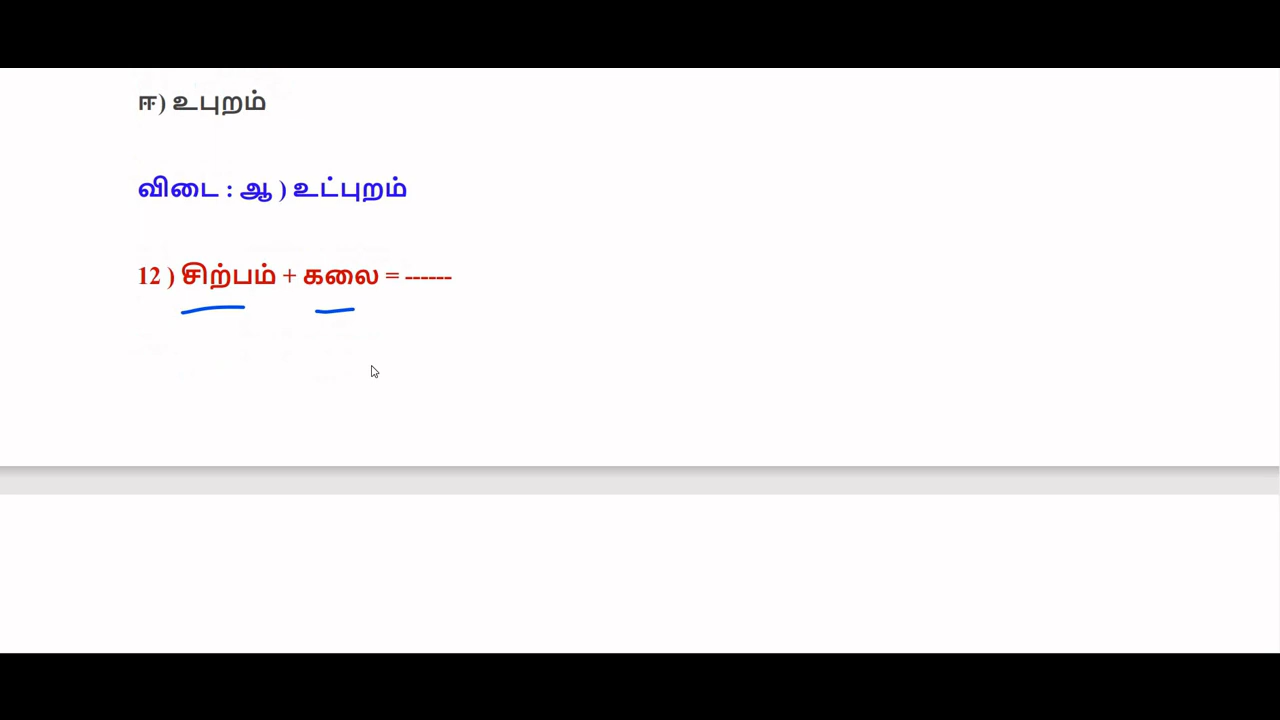 ஈ) உபுறம்
விடை : ஆ ) உட்புறம்
12 ) சிற்பம் + கலை = ------